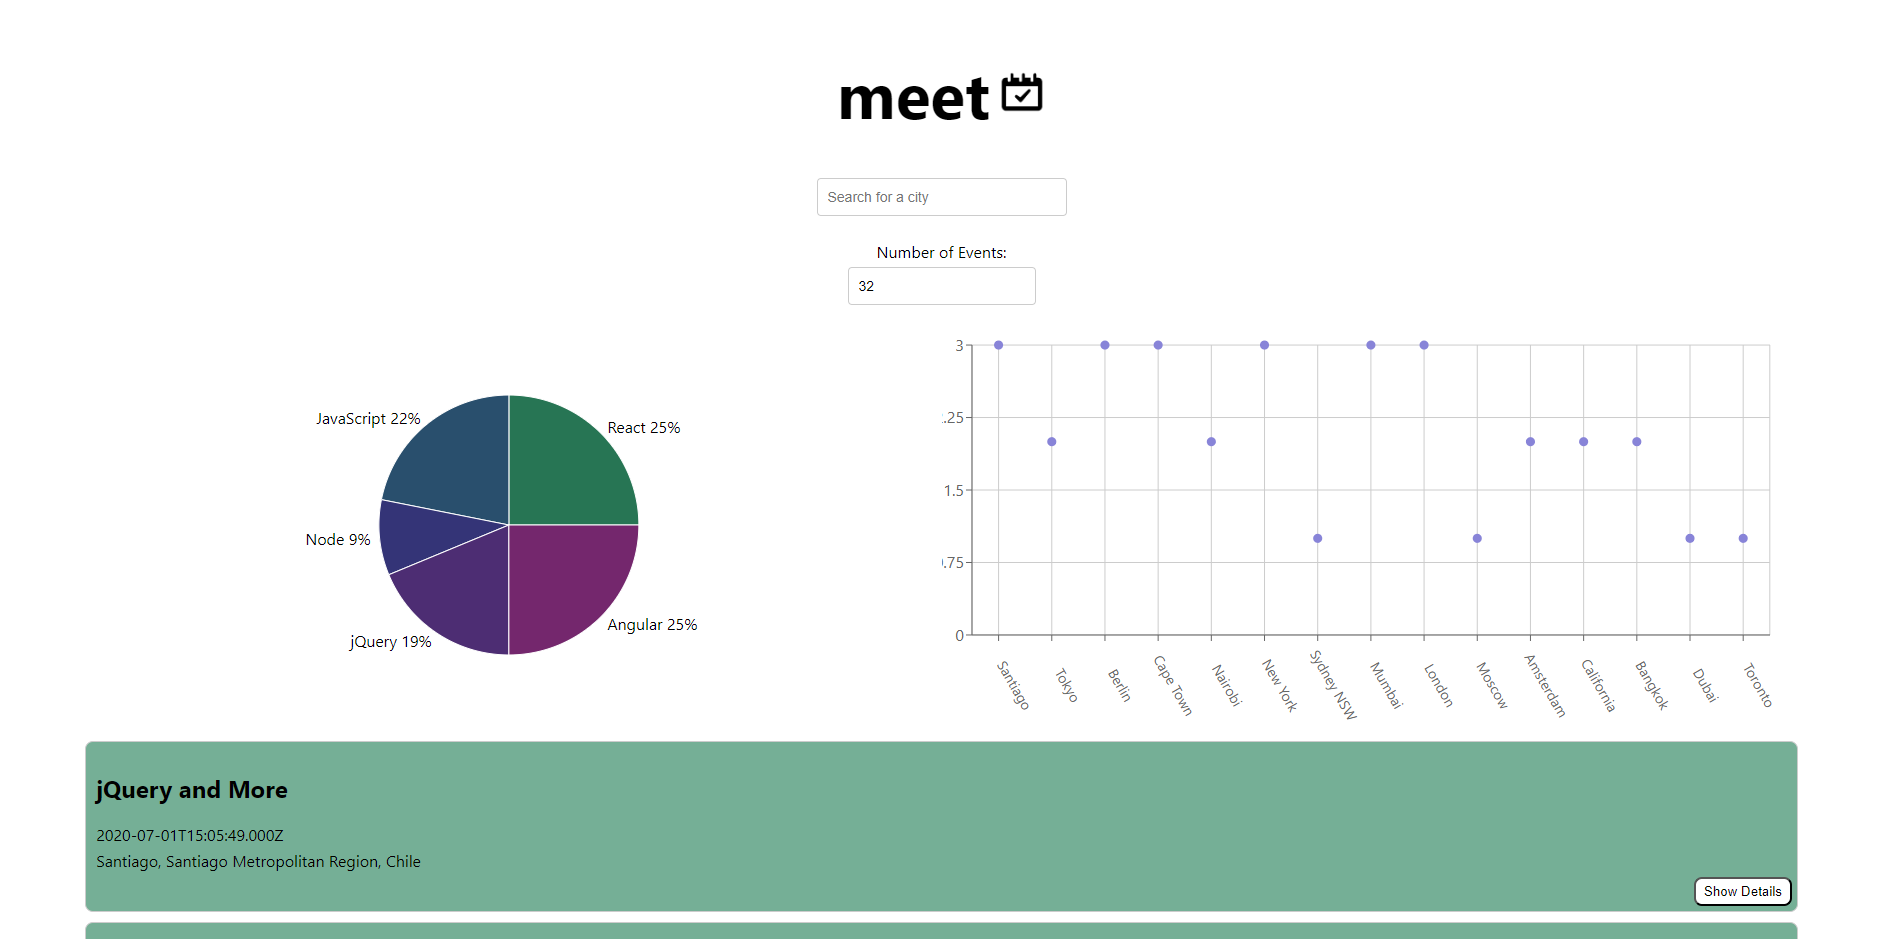 meet
Search for a city
Number of Events:
32
JavaScript 22%
React 25%
Node 9%
jQuery 19%
Angular 25%
3
.25
1.5
.75
0
Santiago
Tokyo
Berlin
Cape Town
Nairobi
New York
Sydney NSW
Mumbai
London
Moscow
Amsterdam
California
Bangkok
Dubai
Toronto
jQuery and More
2020-07-01T15:05:49.000Z
Santiago, Santiago Metropolitan Region, Chile
Show Details